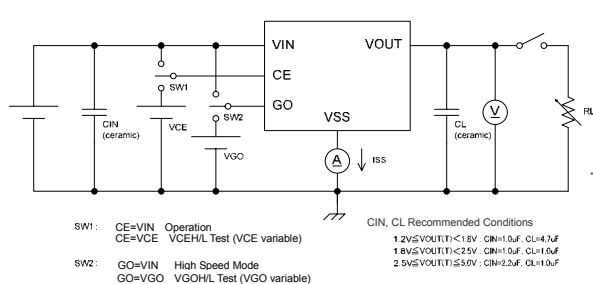 VIN
VOUT
CE
SW1
GO
SW2
VSS
CIN
(ceramic)
VCE
VGO
A
ISS
CL
(ceramic)
V
RL
SW1: CE=VIN Operation
CE=VCE VCEH/L Test (VCE variable)
SW2: GO=VIN High Speed Mode
GO=VGO VGOH/L Test (VGO variable)
CIN, CL Recommended Conditions
1.2V≦VOUT(T)<1.8V : CIN=1.0uF, CL=4.7uF
1.8V≦VOUT(T)<2.5V : CIN=1.0uF, CL=1.0uF
2.5V≦VOUT(T)≦5.0V : CIN=2.2uF, CL=1.0uF